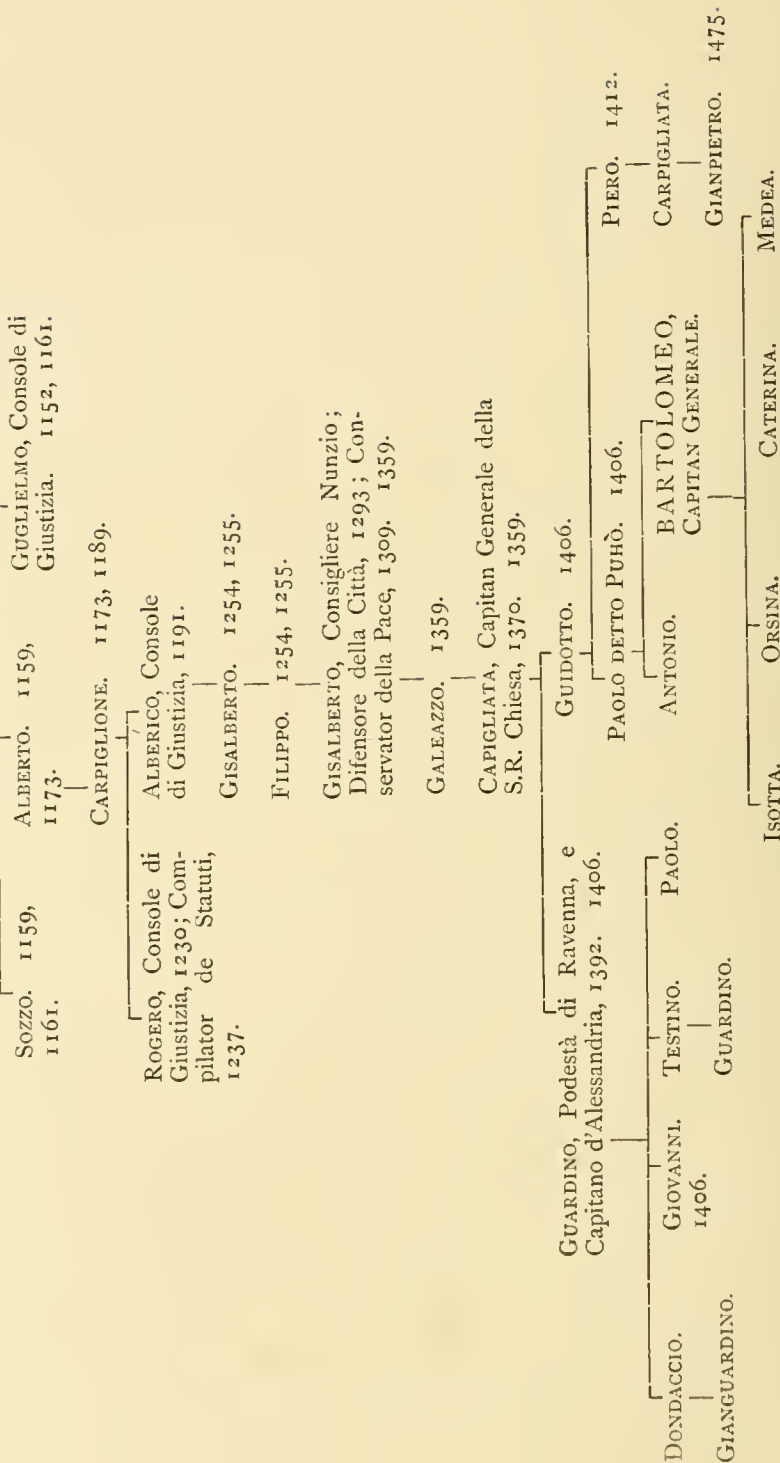 Sozzo. 1159,
1161.
Alberto. 1159,
1173.
Guglielmo, Console di
Giustizia. 1152, 1161.
Carpiglione. 1173, 1189.
Rogero, Console di
Giustizia, 1230; Com-
pilator de Statuti,
1237.
Alberico, Console
di Giustizia, 1191.
Gisalberto. 1254, 1255.
Filippo. 1254, 1255.
Gisalberto, Consigliere Nunzio;
Difensore della Città, 1293; Con-
servator della Pace, 1309. 1359.
Galeazzo. 1359.
Capigliata, Capitan Generale della
S.R. Chiesa, 1370. 1359.
Guardino, Podestà di Ravenna, e
Capitano d'Alessandria, 1392. 1406.
Guidotto. 1406.
Dondaccio.
Giovanni.
1406.
Testino.
Paolo.
Paolo detto Puhò. 1406.
Piero. 1412.
Gianguardino.
Guardino.
Antonio.
BARTOLOMEO,
Capitan Generale.
Carpigliata.
Gianpietro. 1475.
Isotta.
Orsina.
Caterina.
Medea.